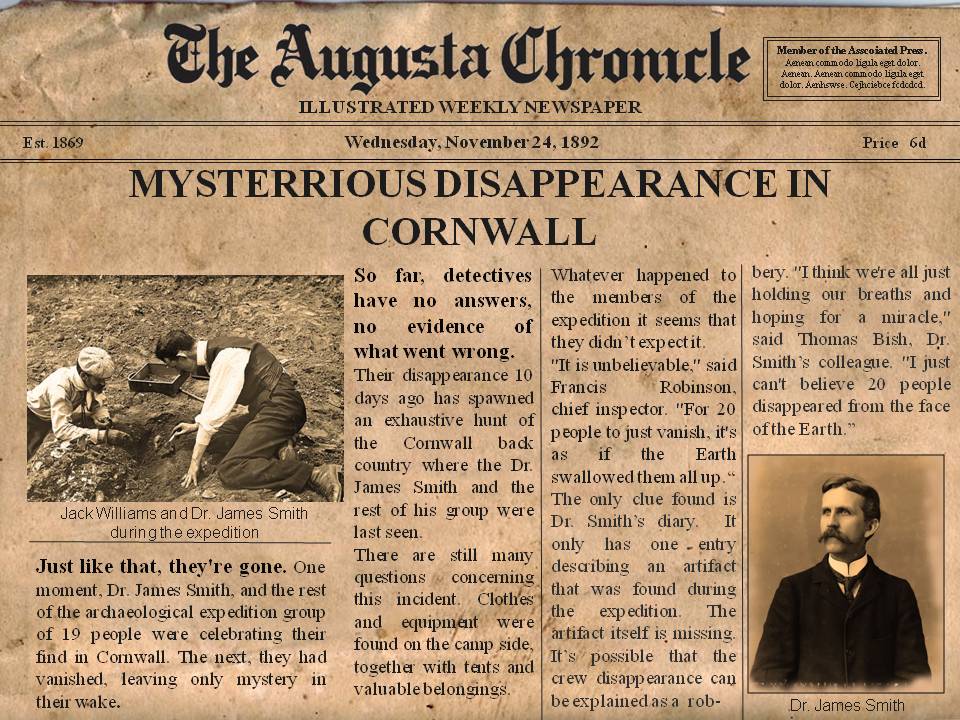 The Augusta Chronicle
ILLUSTRATED WEEKLY NEWSPAPER
Member of the Asscoiated Press.
Aenean commodo ligula eget dolor.
Aenean. Aenean commodo ligula eget
dolor. Aenhswse. Cejhciebce fcdcdcd.
Est. 1869
Wednesday, November 24, 1892
Price 6d
MYSTERRIOUS DISAPPEARANCE IN
CORNWALL
Jack Williams and Dr. James Smith
during the expedition
Just like that, they're gone. One
moment, Dr. James Smith, and the rest
of the archaeological expedition group
of 19 people were celebrating their
find in Cornwall. The next, they had
vanished, leaving only mystery in
their wake.
So far, detectives
have no answers,
no evidence of
what went wrong.
Their disappearance 10
days ago has spawned
an exhaustive hunt of
the Cornwall back
country where the Dr.
James Smith and the
rest of his group were
last seen.
There are still many
questions concerning
this incident. Clothes
and equipment were
found on the camp side,
together with tents and
valuable belongings.
Whatever happened to
the members of the
expedition it seems that
they didn't expect it.
"It is unbelievable," said
Francis Robinson,
chief inspector. "For 20
people to just vanish, it's
as if the Earth
swallowed them all up.“
The only clue found is
Dr. Smith's diary. It
only has one entry
describing an artifact
that was found during
the expedition. The
artifact itself is missing.
It's possible that the
crew disappearance can
be explained as a rob-
bery. "I think we're all just
holding our breaths and
hoping for a miracle,"
said Thomas Bish, Dr.
Smith's colleague. "I just
can't believe 20 people
disappeared from the face
of the Earth.”
Dr. James Smith